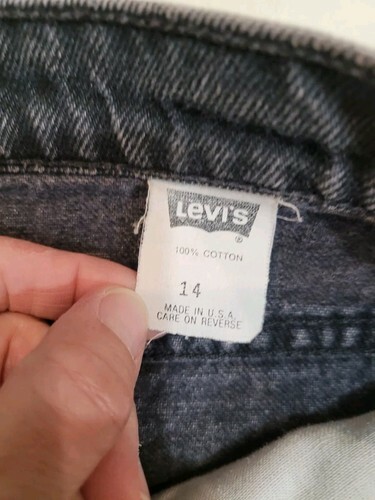 Levi's
®
100% COTTON
14
MADE IN U.S.A.
CARE ON REVERSE